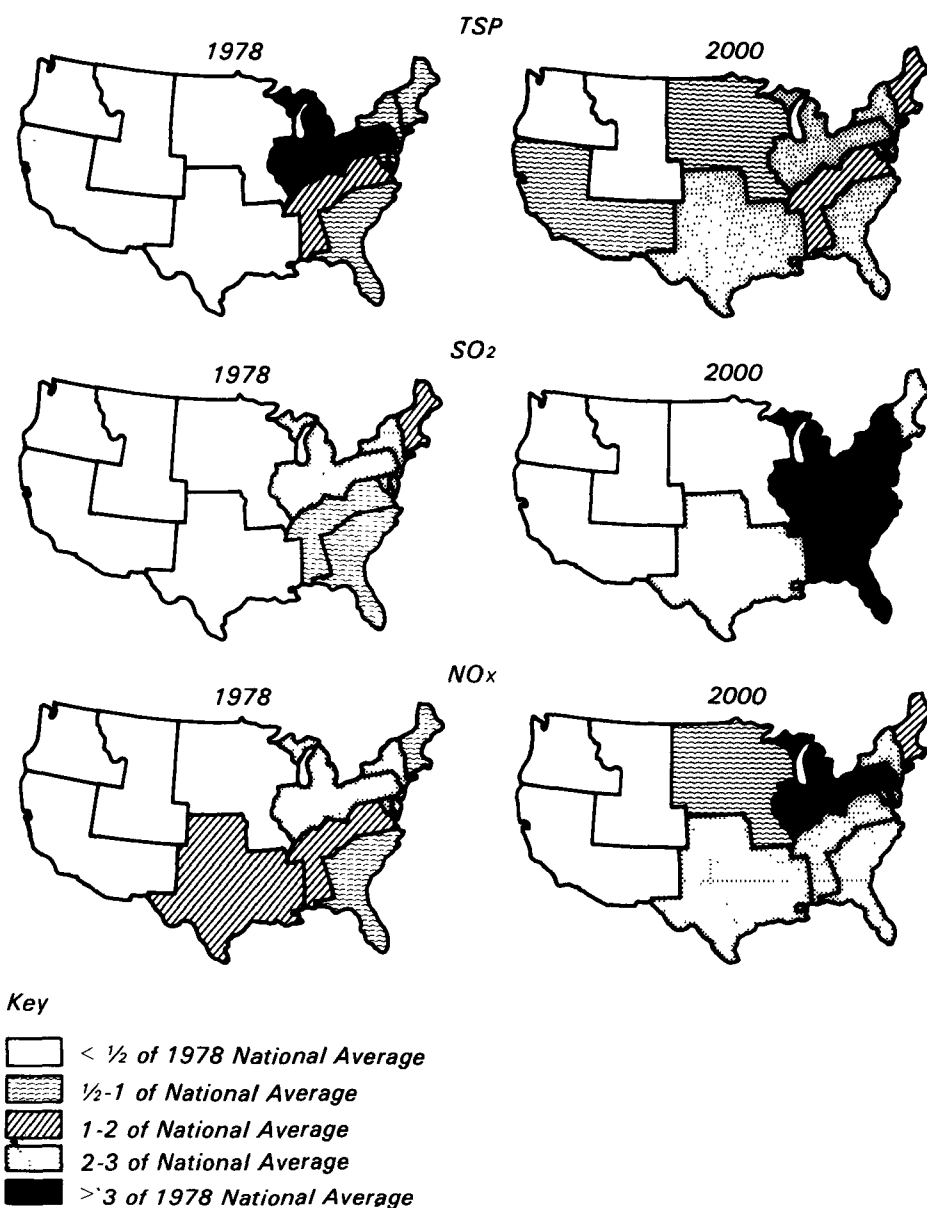 TSP
1978 2000
SO2
1978 2000
NOx
1978 2000
Key
< ½ of 1978 National Average
½-1 of National Average
1-2 of National Average
2-3 of National Average
> 3 of 1978 National Average